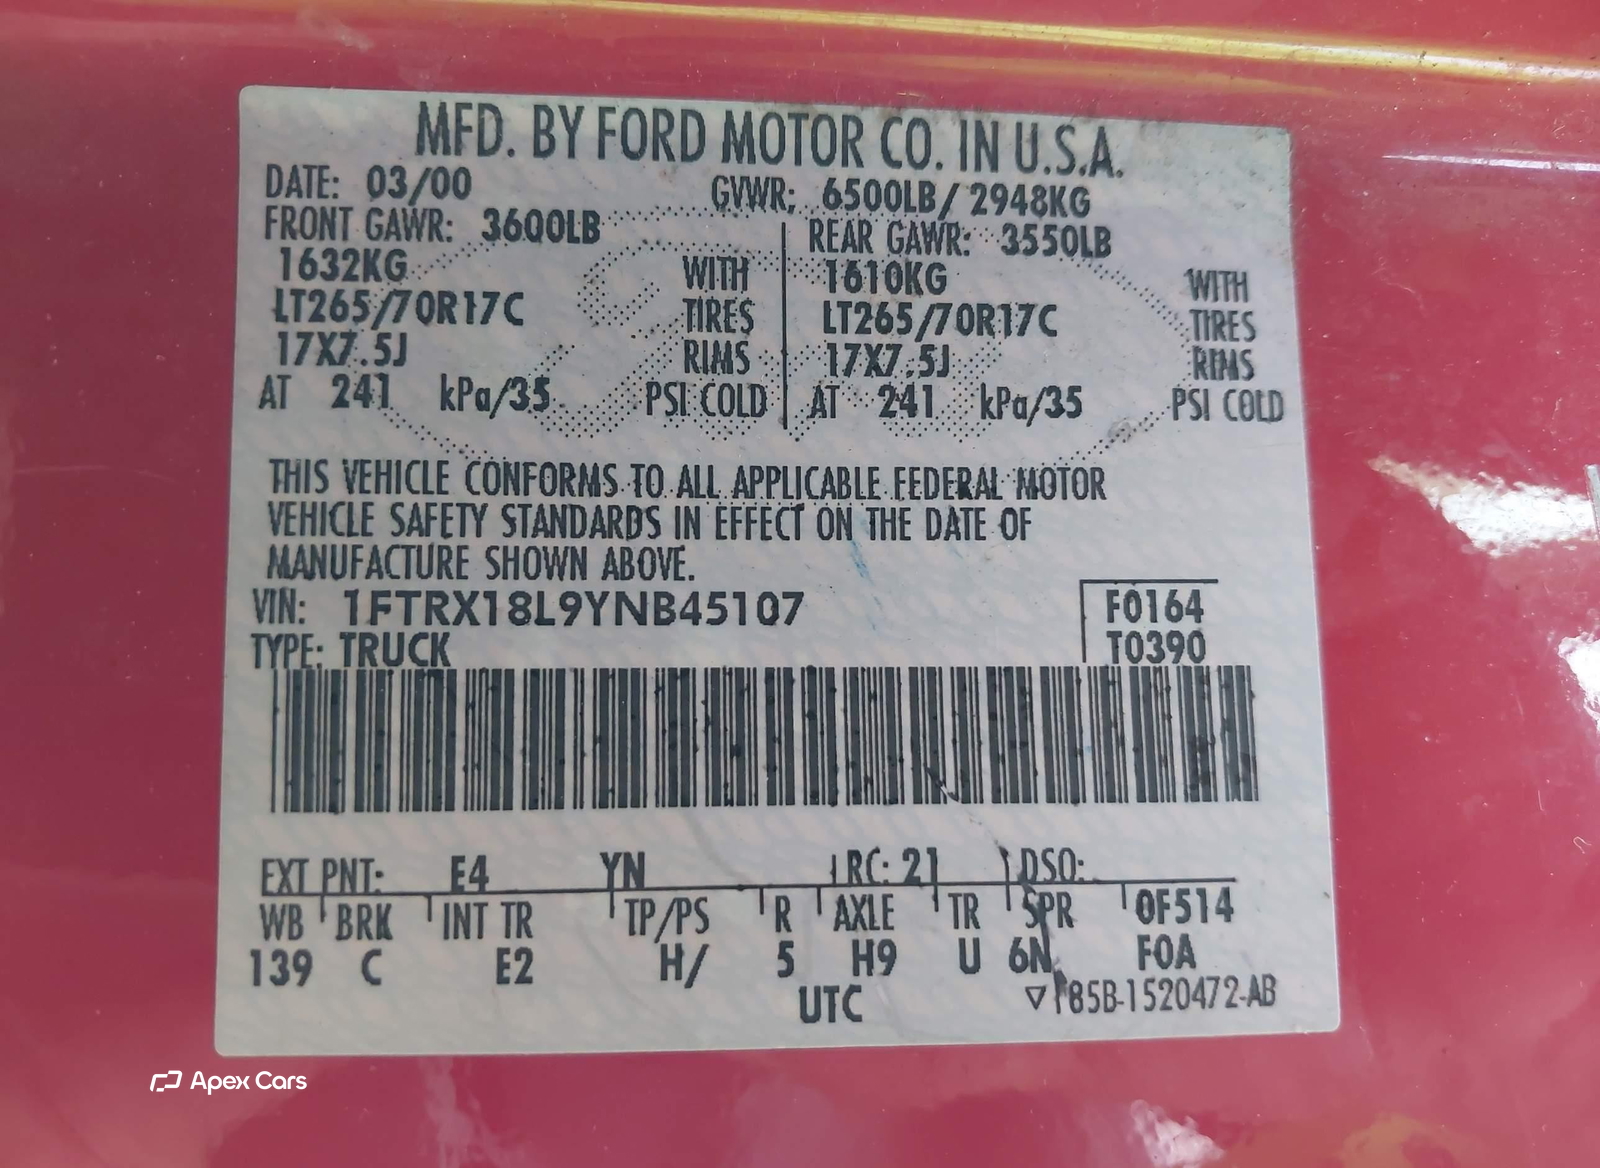 MFD. BY FORD MOTOR CO. IN U.S.A.
DATE: 03/00 GVWR: 6500LB/ 2948KG
FRONT GAWR: 3600LB REAR GAWR: 3550LB
1632KG WITH 1610KG WITH
LT265/70R17C TIRES LT265/70R17C TIRES
17X7.5J RIMS 17X7.5J RIMS
AT 241 kPa/35 PSI COLD AT 241 kPa/35 PSI COLD
THIS VEHICLE CONFORMS TO ALL APPLICABLE FEDERAL MOTOR
VEHICLE SAFETY STANDARDS IN EFFECT ON THE DATE OF
MANUFACTURE SHOWN ABOVE.
VIN: 1FTRX18L9YNB45107 F0164
TYPE: TRUCK T0390
EXT PNT: E4 YN RC: 21 DSO:
WB BRK INT TR TP/PS R AXLE TR SPR 0F514
139 C E2 H/ 5 H9 U 6N F0A
UTC ▽F85B-1520472-AB
Apex Cars